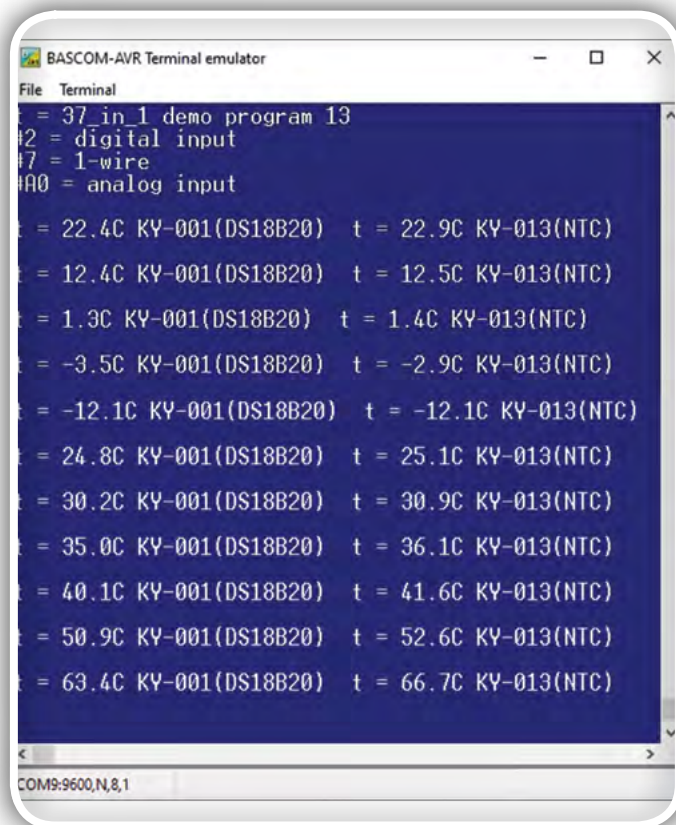 BASCOM-AVR Terminal emulator
File Terminal
t = 37_in_1 demo program 13
#2 = digital input
#7 = 1-wire
#A0 = analog input
t = 22.4C KY-001(DS18B20) t = 22.9C KY-013(NTC)
t = 12.4C KY-001(DS18B20) t = 12.5C KY-013(NTC)
t = 1.3C KY-001(DS18B20) t = 1.4C KY-013(NTC)
t = -3.5C KY-001(DS18B20) t = -2.9C KY-013(NTC)
t = -12.1C KY-001(DS18B20) t = -12.1C KY-013(NTC)
t = 24.8C KY-001(DS18B20) t = 25.1C KY-013(NTC)
t = 30.2C KY-001(DS18B20) t = 30.9C KY-013(NTC)
t = 35.0C KY-001(DS18B20) t = 36.1C KY-013(NTC)
t = 40.1C KY-001(DS18B20) t = 41.6C KY-013(NTC)
t = 50.9C KY-001(DS18B20) t = 52.6C KY-013(NTC)
t = 63.4C KY-001(DS18B20) t = 66.7C KY-013(NTC)
COM9:9600,N,8,1